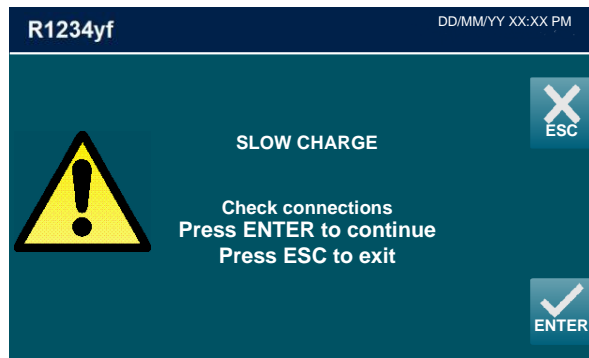 R1234yf
DD/MM/YY XX:XX PM
ESC
SLOW CHARGE
Check connections
Press ENTER to continue
Press ESC to exit
ENTER